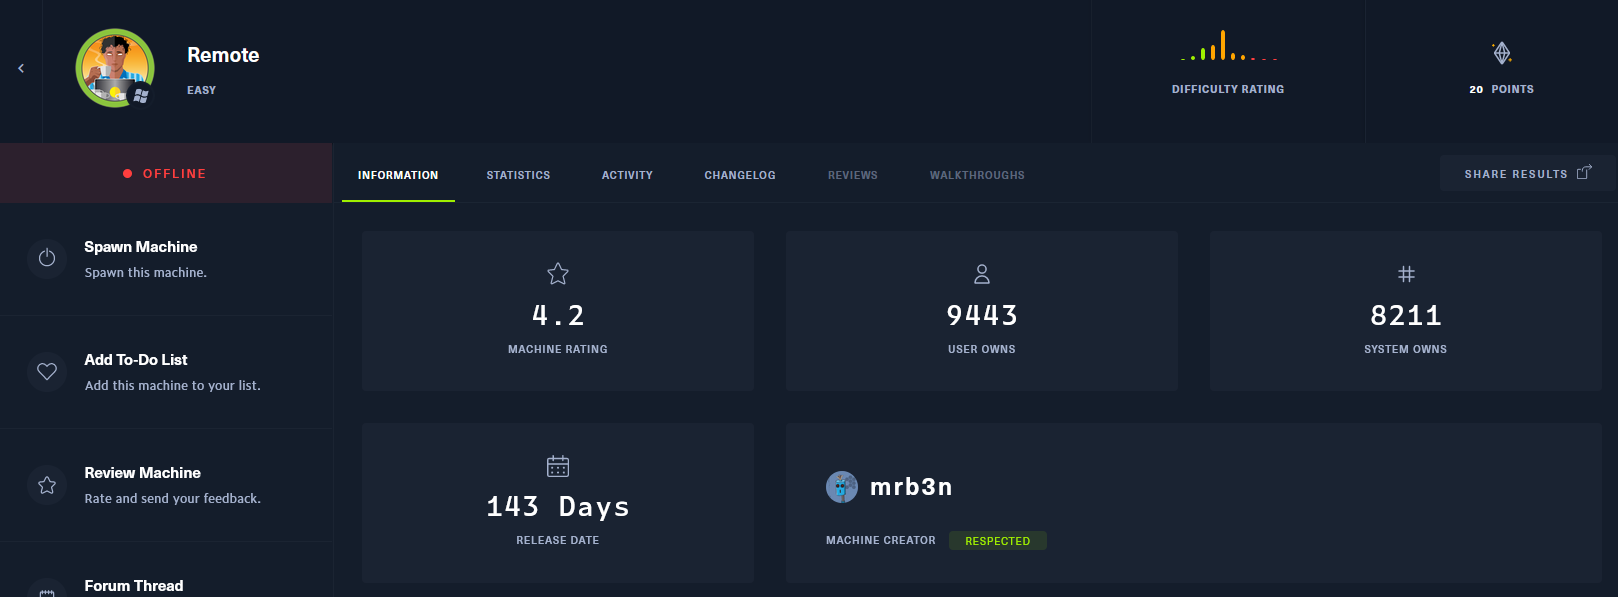 Remote
EASY
DIFFICULTY RATING
20 POINTS
OFFLINE
INFORMATION
STATISTICS
ACTIVITY
CHANGELOG
REVIEWS
WALKTHROUGHS
SHARE RESULTS
Spawn Machine
Spawn this machine.
Add To-Do List
Add this machine to your list.
Review Machine
Rate and send your feedback.
Forum Thread
4.2
MACHINE RATING
9443
USER OWNS
8211
SYSTEM OWNS
143 Days
RELEASE DATE
mrb3n
MACHINE CREATOR RESPECTED